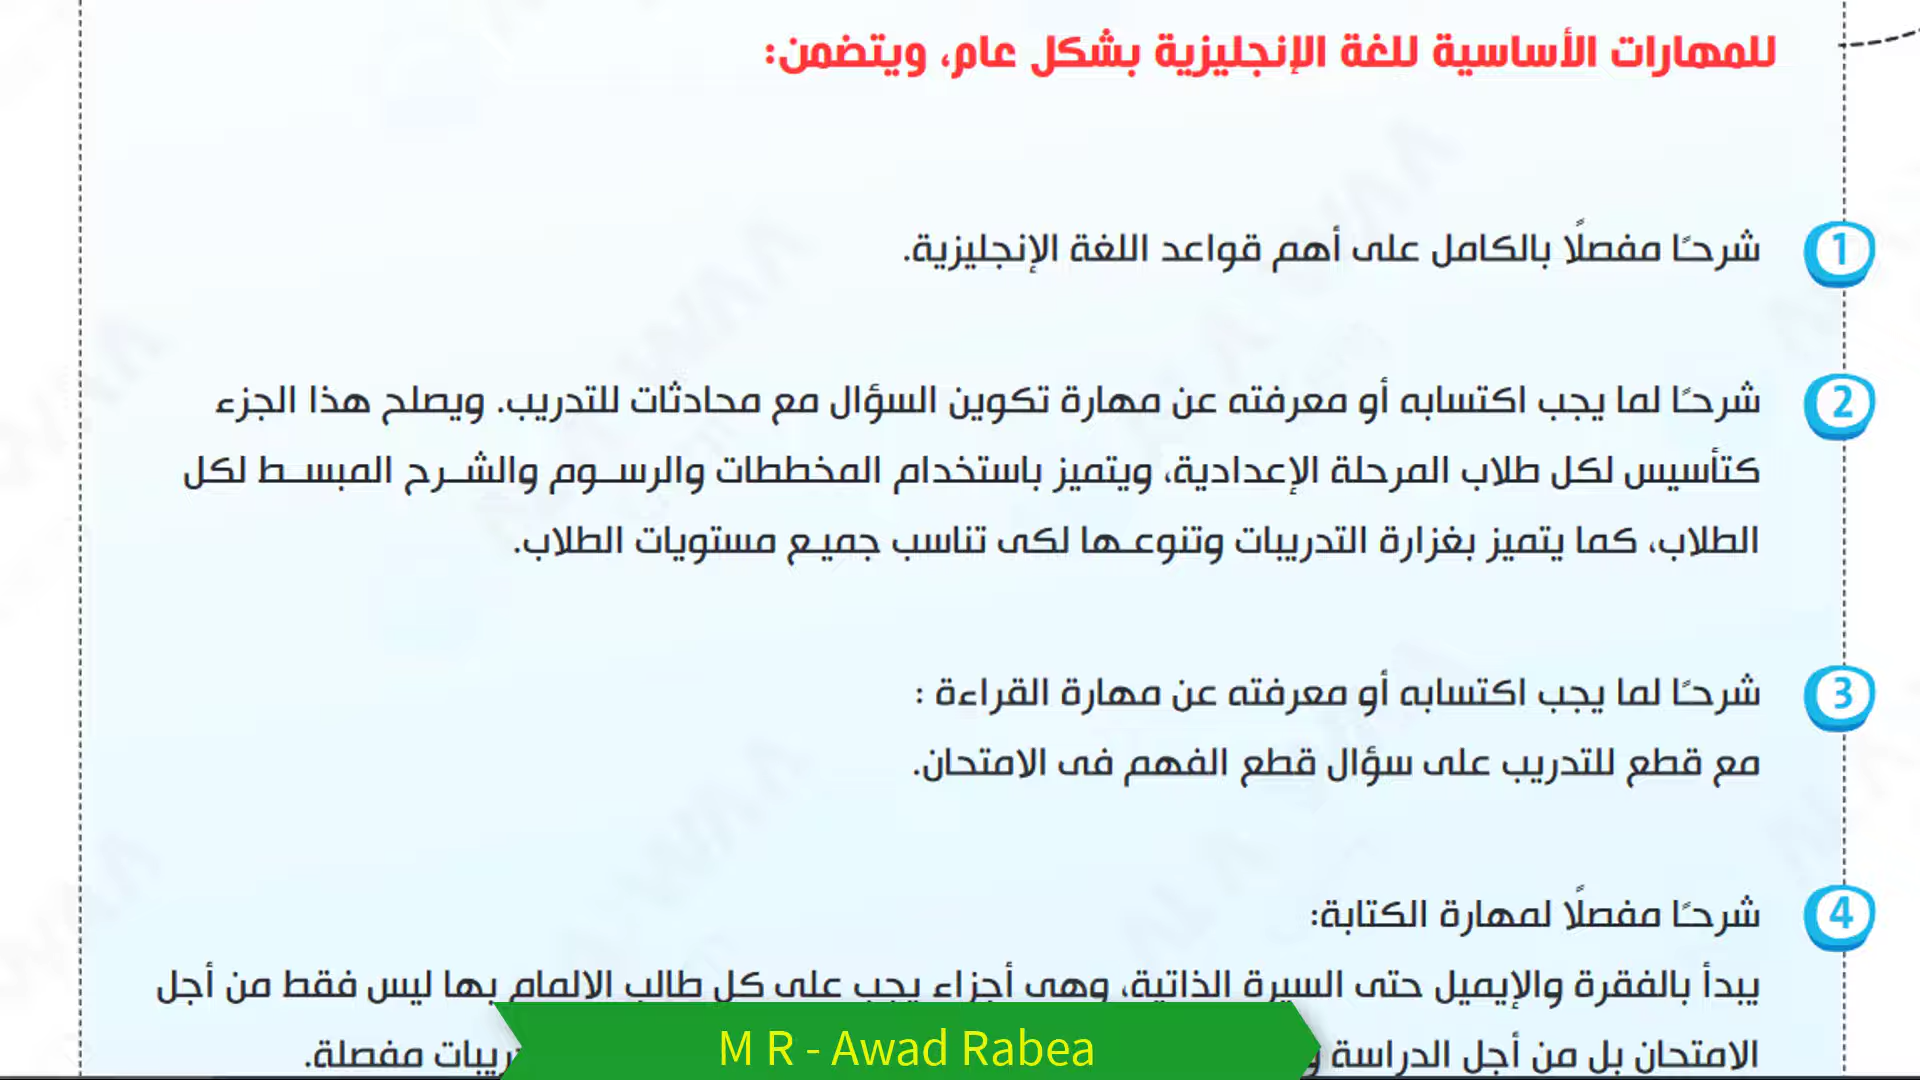 للمهارات الأساسية للغة الإنجليزية بشكل عام، ويتضمن:
1 شرحًا مفصلًا بالكامل على أهم قواعد اللغة الإنجليزية.
2 شرحًا لما يجب اكتسابه أو معرفته عن مهارة تكوين السؤال مع محادثات للتدريب. ويصلح هذا الجزء
كتأسيس لكل طلاب المرحلة الإعدادية، ويتميز باستخدام المخططات والرسوم والشرح المبسط لكل
الطلاب، كما يتميز بغزارة التدريبات وتنوعها لكى تناسب جميع مستويات الطلاب.
3 شرحًا لما يجب اكتسابه أو معرفته عن مهارة القراءة :
مع قطع للتدريب على سؤال قطع الفهم فى الامتحان.
4 شرحًا مفصلًا لمهارة الكتابة:
يبدأ بالفقرة والإيميل حتى السيرة الذاتية، وهى أجزاء يجب على كل طالب الإلمام بها ليس فقط من أجل
الامتحان بل من أجل الدراسة مفصلة.
M R - Awad Rabea